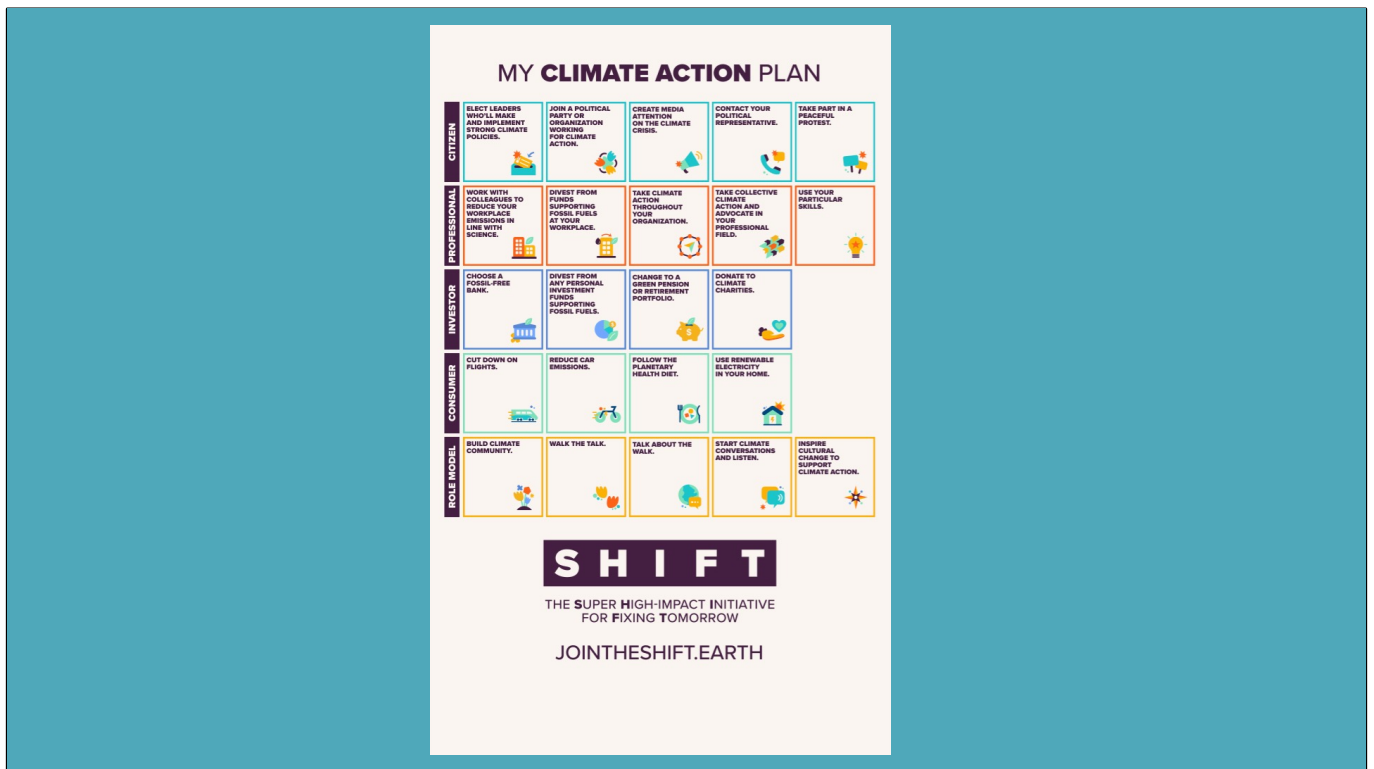 MY CLIMATE ACTION PLAN
CITIZEN
ELECT LEADERS
WHO'LL MAKE
AND IMPLEMENT
STRONG CLIMATE
POLICIES.
JOIN A POLITICAL
PARTY OR
ORGANIZATION
WORKING
FOR CLIMATE
ACTION.
CREATE MEDIA
ATTENTION
ON THE CLIMATE
CRISIS.
CONTACT YOUR
POLITICAL
REPRESENTATIVE.
TAKE PART IN A
PEACEFUL
PROTEST.
PROFESSIONAL
WORK WITH
COLLEAGUES TO
REDUCE YOUR
WORKPLACE
EMISSIONS IN
LINE WITH
SCIENCE.
DIVEST FROM
FUNDS
SUPPORTING
FOSSIL FUELS
AT YOUR
WORKPLACE.
TAKE CLIMATE
ACTION
THROUGHOUT
YOUR
ORGANIZATION.
TAKE COLLECTIVE
CLIMATE
ACTION AND
ADVOCATE IN
YOUR
PROFESSIONAL
FIELD.
USE YOUR
PARTICULAR
SKILLS.
INVESTOR
CHOOSE A
FOSSIL-FREE
BANK.
DIVEST FROM
ANY PERSONAL
INVESTMENT
FUNDS
SUPPORTING
FOSSIL FUELS.
CHANGE TO A
GREEN PENSION
OR RETIREMENT
PORTFOLIO.
DONATE TO
CLIMATE
CHARITIES.
CONSUMER
CUT DOWN ON
FLIGHTS.
REDUCE CAR
EMISSIONS.
FOLLOW THE
PLANETARY
HEALTH DIET.
USE RENEWABLE
ELECTRICITY
IN YOUR HOME.
ROLE MODEL
BUILD CLIMATE
COMMUNITY.
WALK THE TALK.
TALK ABOUT THE
WALK.
START CLIMATE
CONVERSATIONS
AND LISTEN.
INSPIRE
CULTURAL
CHANGE TO
SUPPORT
CLIMATE ACTION.
SHIFT
THE SUPER HIGH-IMPACT INITIATIVE
FOR FIXING TOMORROW
JOINTHESHIFT.EARTH